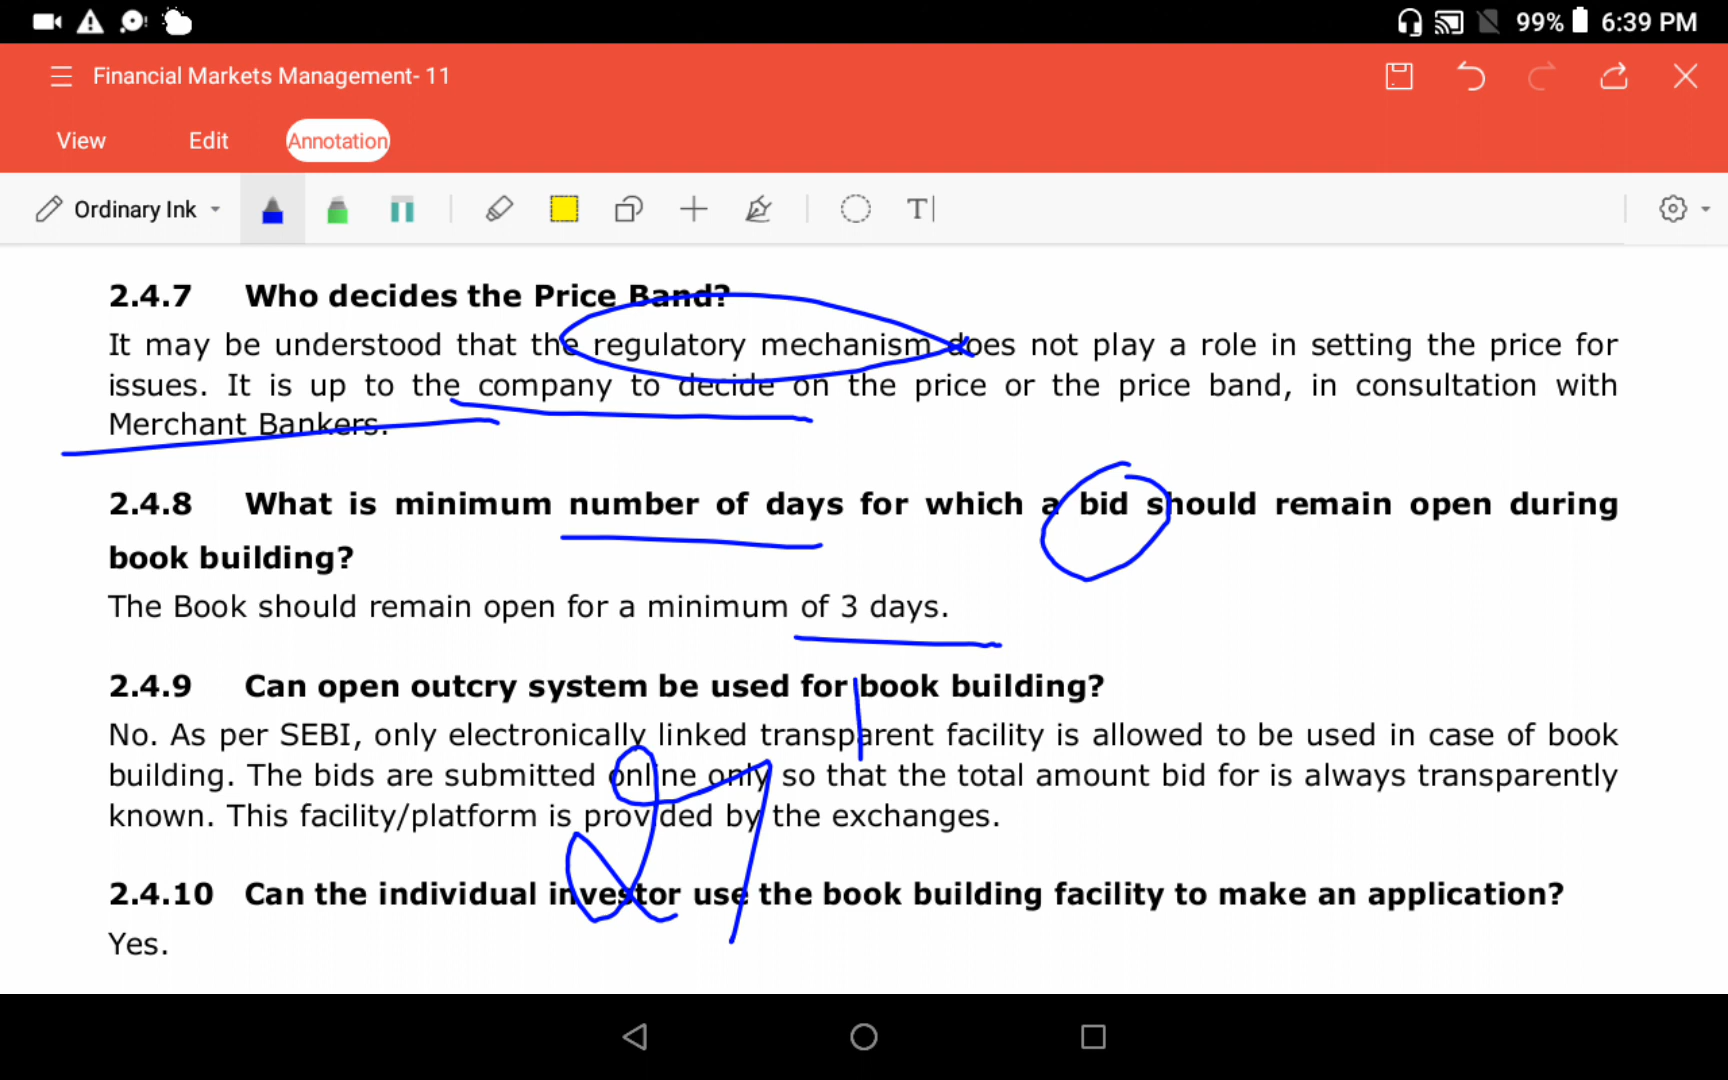 99% 6:39 PM
Financial Markets Management- 11
View Edit Annotation
Ordinary Ink T|
2.4.7 Who decides the Price Band?
It may be understood that the regulatory mechanism does not play a role in setting the price for
issues. It is up to the company to decide on the price or the price band, in consultation with
Merchant Bankers.
2.4.8 What is minimum number of days for which a bid should remain open during
book building?
The Book should remain open for a minimum of 3 days.
2.4.9 Can open outcry system be used for book building?
No. As per SEBI, only electronically linked transparent facility is allowed to be used in case of book
building. The bids are submitted online only so that the total amount bid for is always transparently
known. This facility/platform is provided by the exchanges.
2.4.10 Can the individual investor use the book building facility to make an application?
Yes.